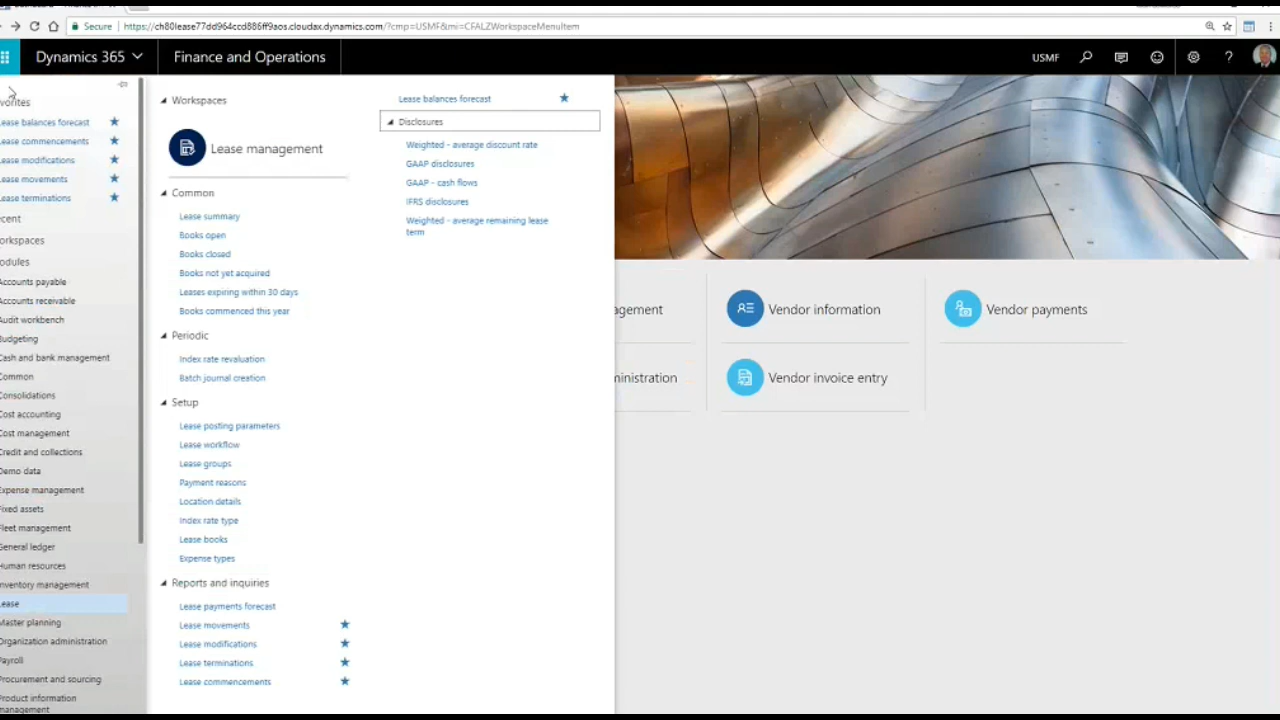 Secure
https://ch80lease77dd964ccd886ff9aos.cloudax.dynamics.com/?cmp=USMF&mi=CFALZWorkspaceMenuItem
Dynamics 365
Finance and Operations
USMF
?
vorites
Lease balances forecast
Lease commencements
Lease modifications
Lease movements
Lease terminations
ecent
orkspaces
odules
Accounts payable
Accounts receivable
Audit workbench
Budgeting
Cash and bank management
Common
Consolidations
Cost accounting
Cost management
Credit and collections
Demo data
Expense management
Fixed assets
Fleet management
General ledger
Human resources
Inventory management
Lease
Master planning
Organization administration
Payroll
Procurement and sourcing
Product information
management
Workspaces
Lease management
Common
Lease summary
Books open
Books closed
Books not yet acquired
Leases expiring within 30 days
Books commenced this year
Periodic
Index rate revaluation
Batch journal creation
Setup
Lease posting parameters
Lease workflow
Lease groups
Payment reasons
Location details
Index rate type
Lease books
Expense types
Reports and inquiries
Lease payments forecast
Lease movements
Lease modifications
Lease terminations
Lease commencements
Lease balances forecast
Disclosures
Weighted - average discount rate
GAAP disclosures
GAAP - cash flows
IFRS disclosures
Weighted - average remaining lease
term
agement
ministration
Vendor information
Vendor invoice entry
Vendor payments